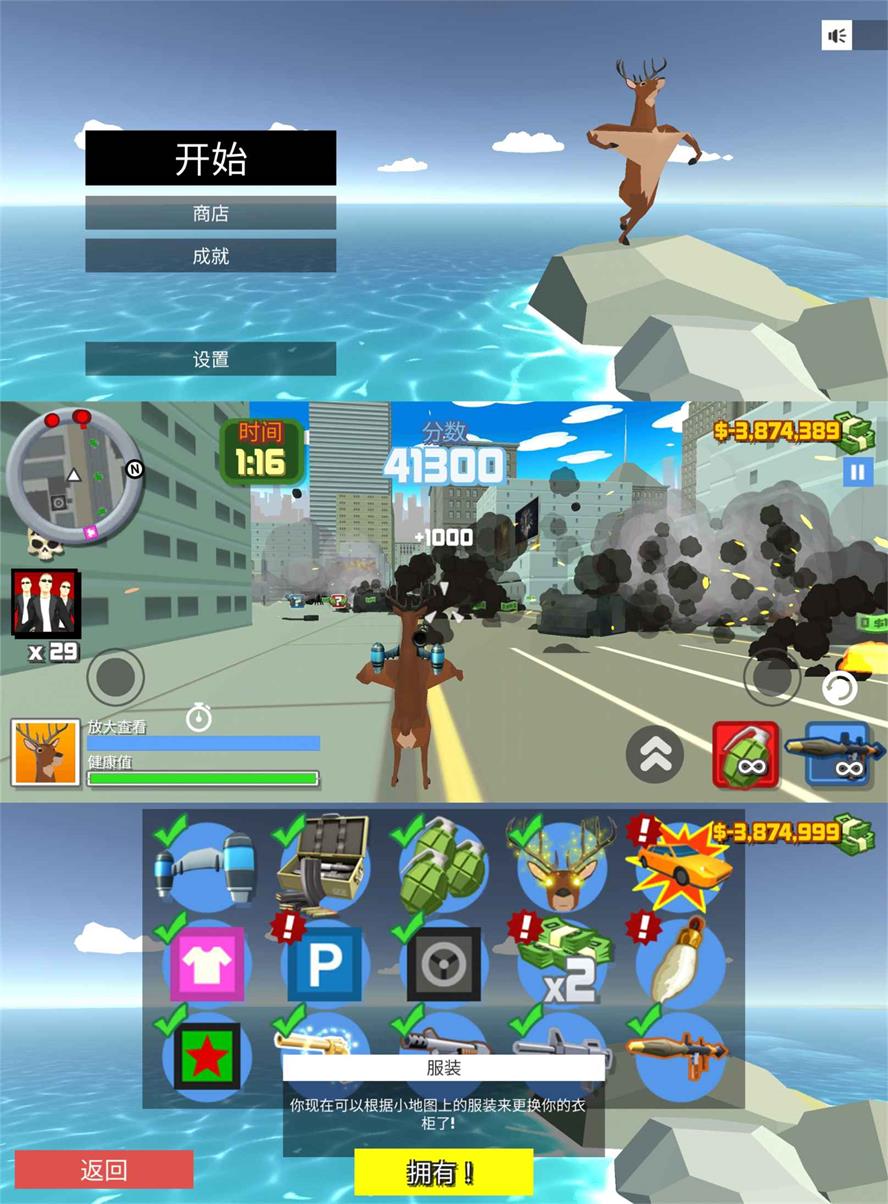 开始
商店
成就
设置
时间
1:16
分数
41300
$-3,874,389
N
+1000
x 29
放大查看
健康值
∞
∞
$-3,874,999
P
x2
服装
你现在可以根据小地图上的服装来更换你的衣
柜了!
返回
拥有!